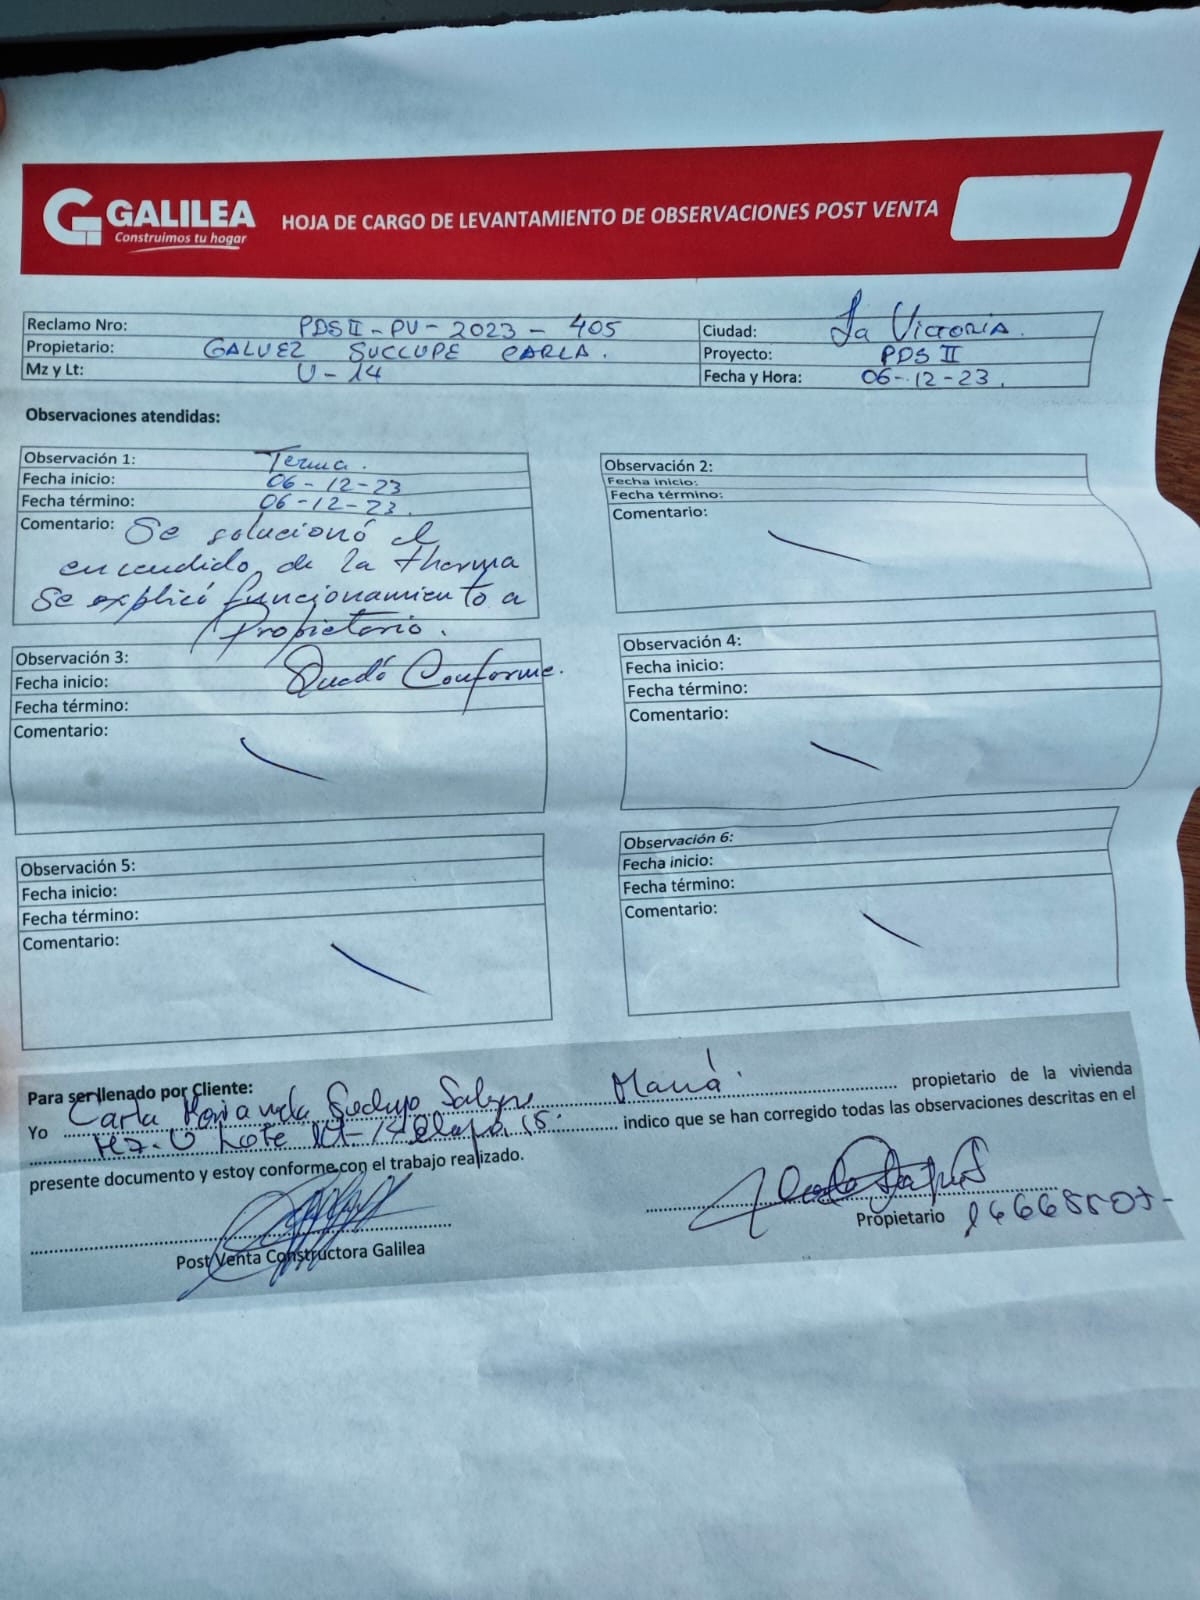 GALILEA
Construimos tu hogar
HOJA DE CARGO DE LEVANTAMIENTO DE OBSERVACIONES POST VENTA
Reclamo Nro: PDSII-PV-2023-405
Ciudad: La Victoria.
Propietario: GALVEZ SUCLUPE CARLA.
Proyecto: PDS II
Mz y Lt: U-14
Fecha y Hora: 06-12-23.
Observaciones atendidas:
Observación 1: Terma.
Fecha inicio: 06-12-23
Fecha término: 06-12-23.
Comentario: Se solucionó el
encendido de la therma
Se explicó funcionamiento a
Propietario.
Quedó Conforme.
Observación 2:
Fecha inicio:
Fecha término:
Comentario:
Observación 3:
Fecha inicio:
Fecha término:
Comentario:
Observación 4:
Fecha inicio:
Fecha término:
Comentario:
Observación 5:
Fecha inicio:
Fecha término:
Comentario:
Observación 6:
Fecha inicio:
Fecha término:
Comentario:
Para ser llenado por Cliente:
Yo Carla propietario de la vivienda
Mz-U Lote indico que se han corregido todas las observaciones descritas en el
presente documento y estoy conforme con el trabajo realizado.
Post Venta Constructora Galilea
Propietario